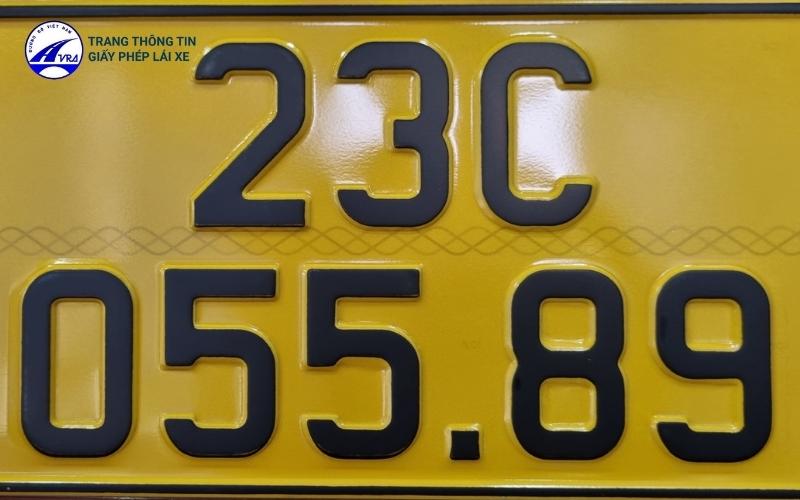 TRANG THÔNG TIN
GIẤY PHÉP LÁI XE
23C
055.89